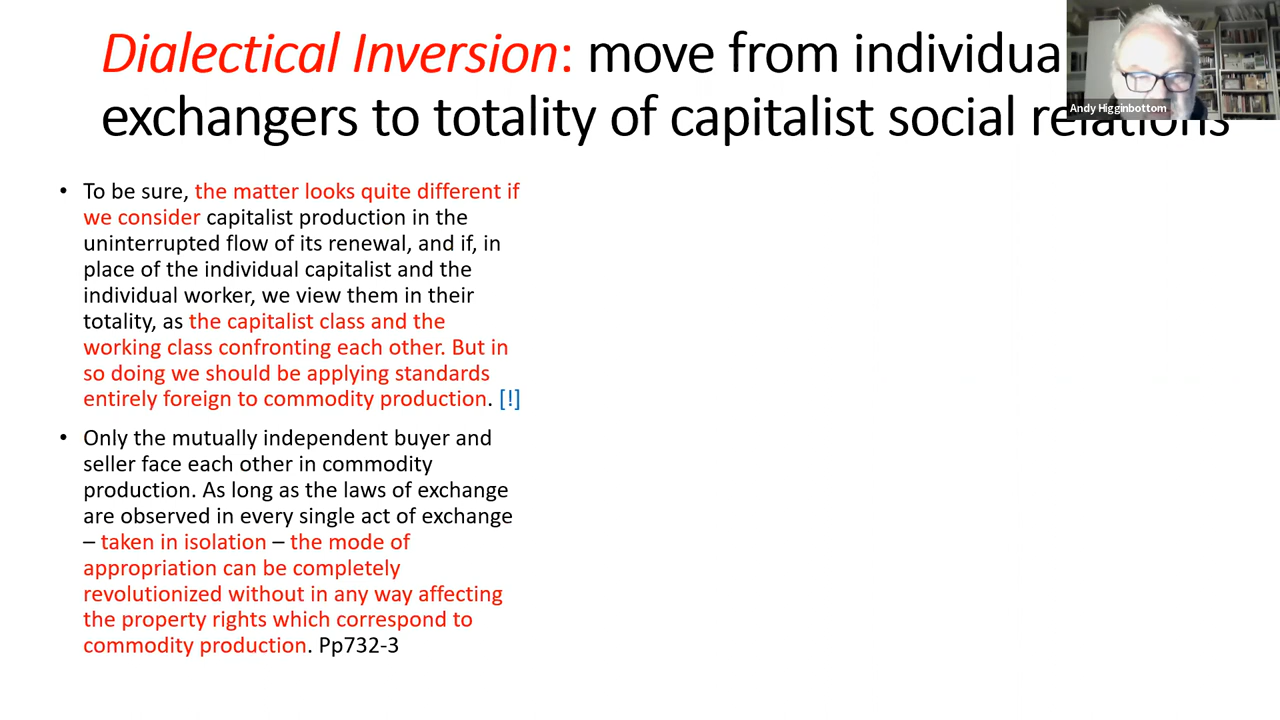 Dialectical Inversion: move from individua
exchangers to totality of capitalist social relations
Andy Higginbottom
• To be sure, the matter looks quite different if
we consider capitalist production in the
uninterrupted flow of its renewal, and if, in
place of the individual capitalist and the
individual worker, we view them in their
totality, as the capitalist class and the
working class confronting each other. But in
so doing we should be applying standards
entirely foreign to commodity production. [!]
• Only the mutually independent buyer and
seller face each other in commodity
production. As long as the laws of exchange
are observed in every single act of exchange
– taken in isolation – the mode of
appropriation can be completely
revolutionized without in any way affecting
the property rights which correspond to
commodity production. Pp732-3